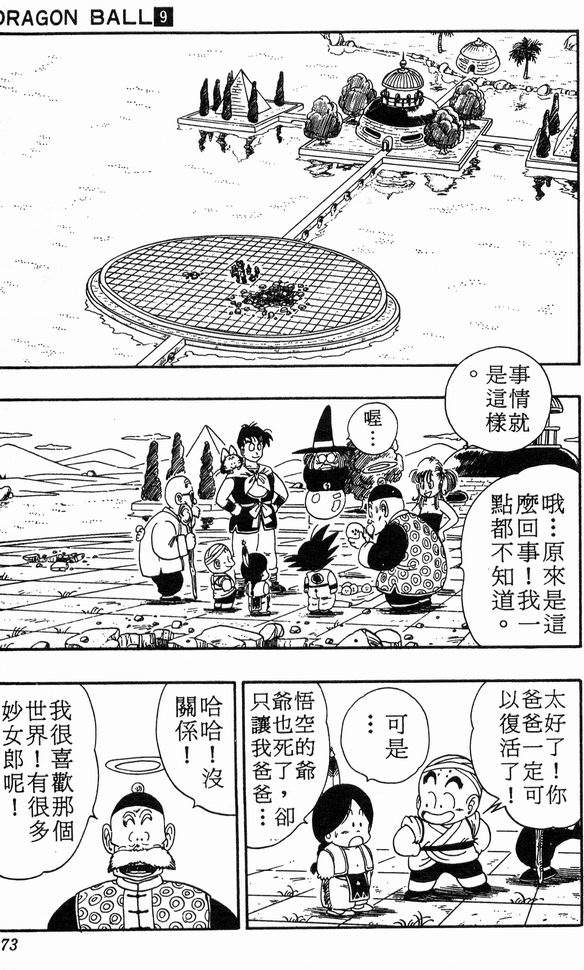 DRAGON BALL 9
事情就
是這樣
。
哦…原來是這
麼回事！我一
點都不知道。
喔…
太好了！你
爸爸一定可
以復活了！
可是
…
悟空的爺
爺也死了，卻
只讓我爸爸…
哈哈！沒
關係！
我很喜歡那個
世界！有很多
妙女郎呢！
73